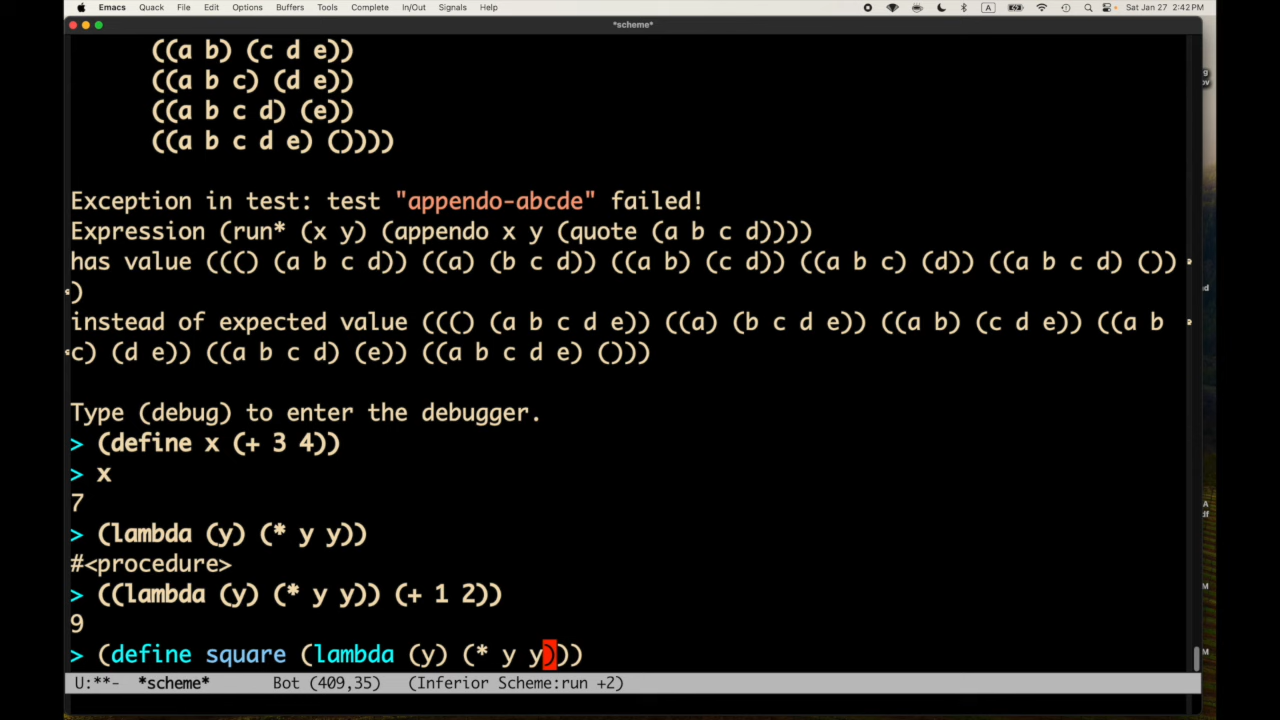 Emacs Quack File Edit Options Buffers Tools Complete In/Out Signals Help A Sat Jan 27 2:42 PM
*scheme*
((a b) (c d e))
((a b c) (d e))
((a b c d) (e))
((a b c d e) ())))
Exception in test: test "appendo-abcde" failed!
Expression (run* (x y) (appendo x y (quote (a b c d))))
has value ((() (a b c d)) ((a) (b c d)) ((a b) (c d)) ((a b c) (d)) ((a b c d) ())
)
instead of expected value ((() (a b c d e)) ((a) (b c d e)) ((a b) (c d e)) ((a b
c) (d e)) ((a b c d) (e)) ((a b c d e) ()))
Type (debug) to enter the debugger.
> (define x (+ 3 4))
> x
7
> (lambda (y) (* y y))
#<procedure>
> ((lambda (y) (* y y)) (+ 1 2))
9
> (define square (lambda (y) (* y y)))
U:**- *scheme* Bot (409,35) (Inferior Scheme:run +2)